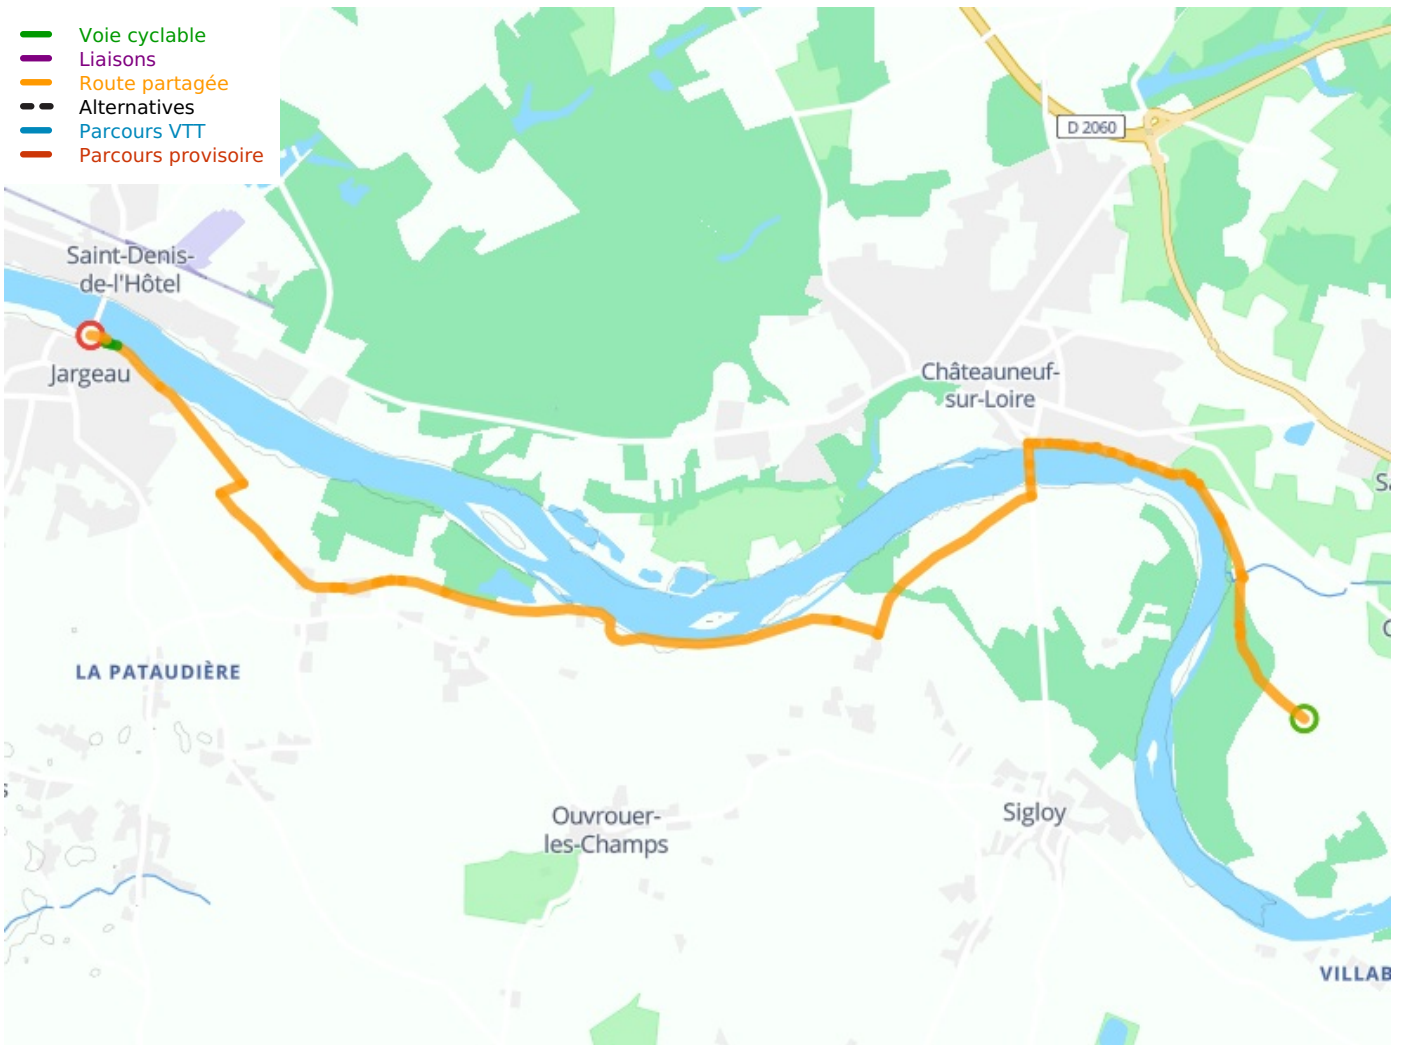 Voie cyclable
Liaisons
Route partagée
Alternatives
Parcours VTT
Parcours provisoire
D 2060
Saint-Denis-
de-l'Hôtel
Jargeau
Châteauneuf-
sur-Loire
LA PATAUDIÈRE
Ouvrouer-
les-Champs
Sigloy
VILLAB